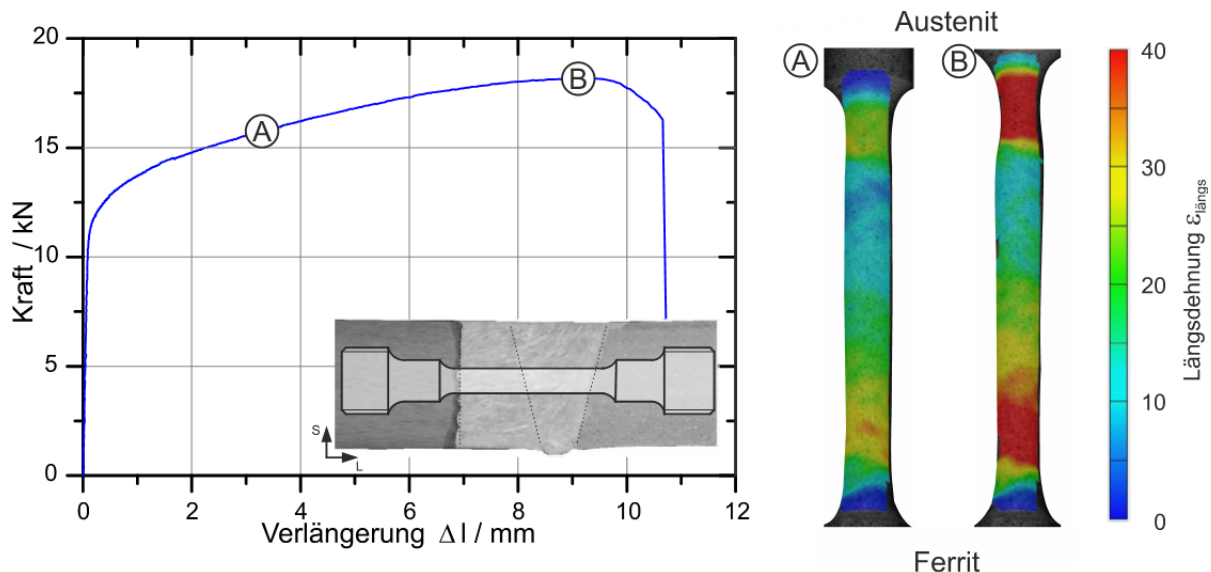 20
15
10
5
0
0
2
4
6
8
10
12
Kraft / kN
Verlängerung Δl / mm
A
B
S
L
Austenit
A
B
Ferrit
40
30
20
10
0
Längsdehnung εlängs